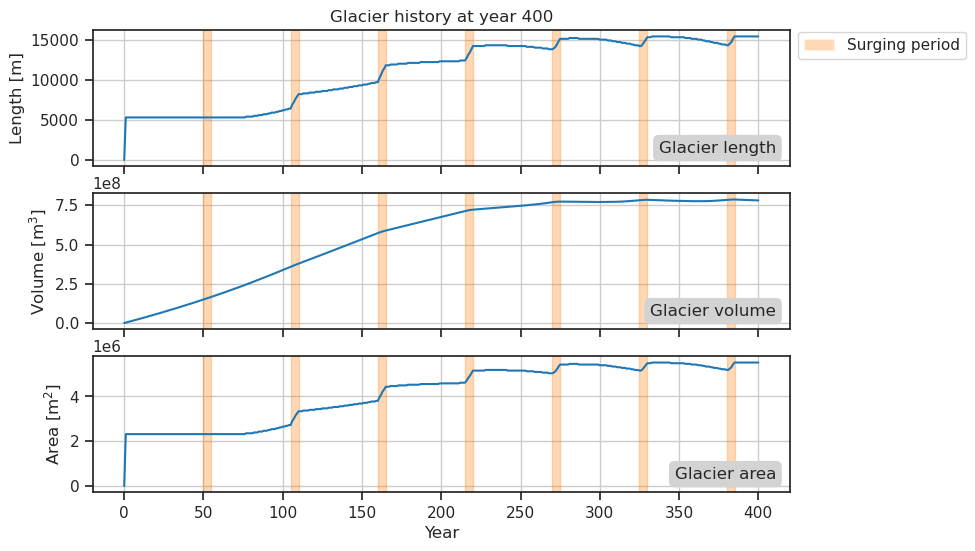 Glacier history at year 400
Length [m]
15000
10000
5000
0
Glacier length
Surging period
1e8
Volume [m³]
7.5
5.0
2.5
0.0
Glacier volume
1e6
Area [m²]
4
2
0
Glacier area
0 50 100 150 200 250 300 350 400
Year